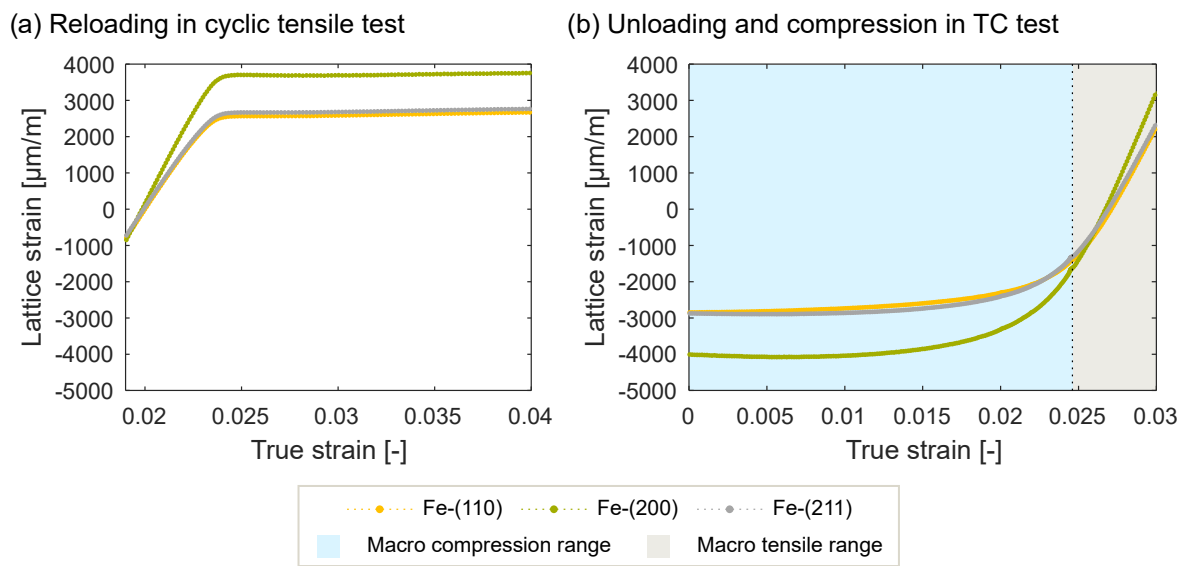 (a) Reloading in cyclic tensile test
(b) Unloading and compression in TC test
Lattice strain [µm/m]
4000
3000
2000
1000
0
-1000
-2000
-3000
-4000
-5000
0.02
0.025
0.03
0.035
0.04
True strain [-]
Lattice strain [µm/m]
4000
3000
2000
1000
0
-1000
-2000
-3000
-4000
-5000
0
0.005
0.01
0.015
0.02
0.025
0.03
True strain [-]
Fe-(110)
Fe-(200)
Fe-(211)
Macro compression range
Macro tensile range